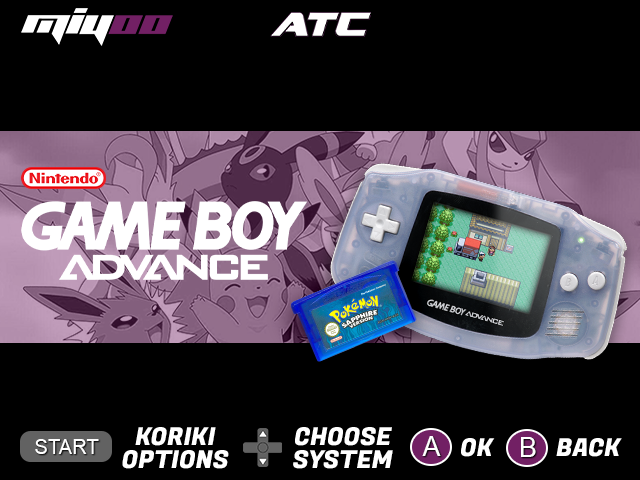 miyoo
ATC
Nintendo
GAME BOY
ADVANCE
POKéMON
SAPPHIRE
VERSION
GAME BOY ADVANCE
START
KORIKI
OPTIONS
CHOOSE
SYSTEM
A
OK
B
BACK